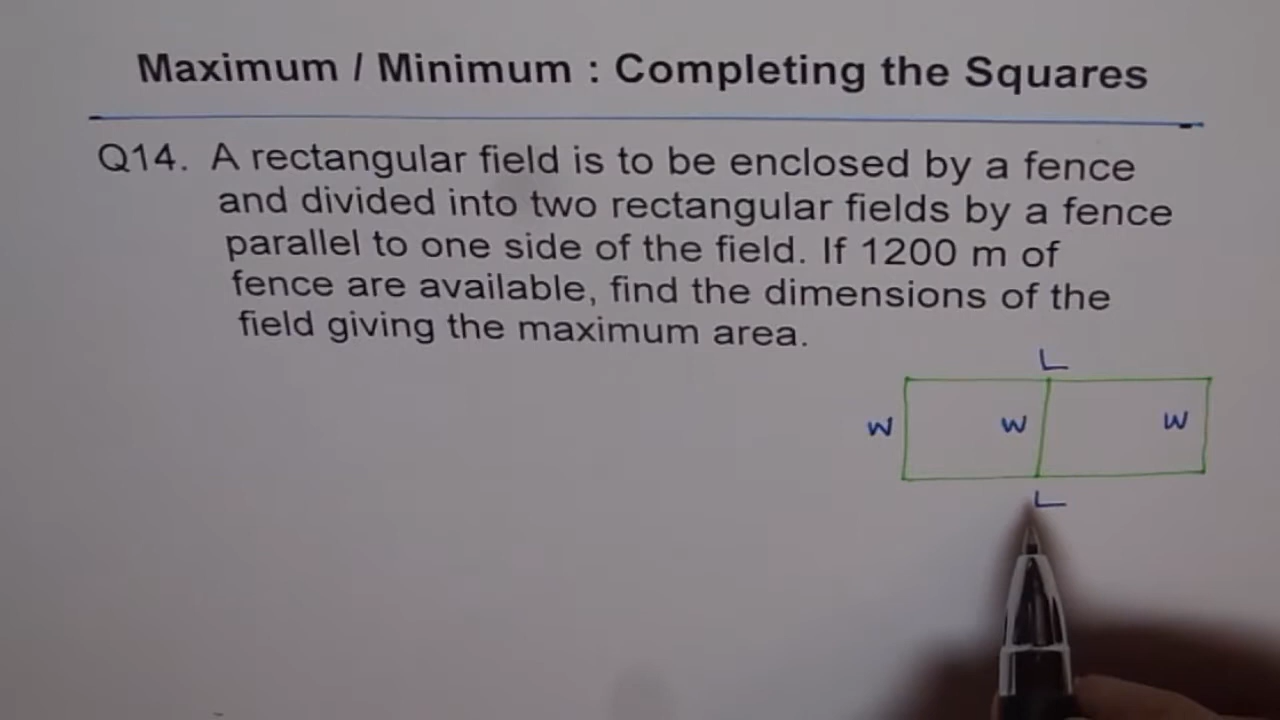 Maximum / Minimum : Completing the Squares
Q14. A rectangular field is to be enclosed by a fence
and divided into two rectangular fields by a fence
parallel to one side of the field. If 1200 m of
fence are available, find the dimensions of the
field giving the maximum area.
L
W W W
L